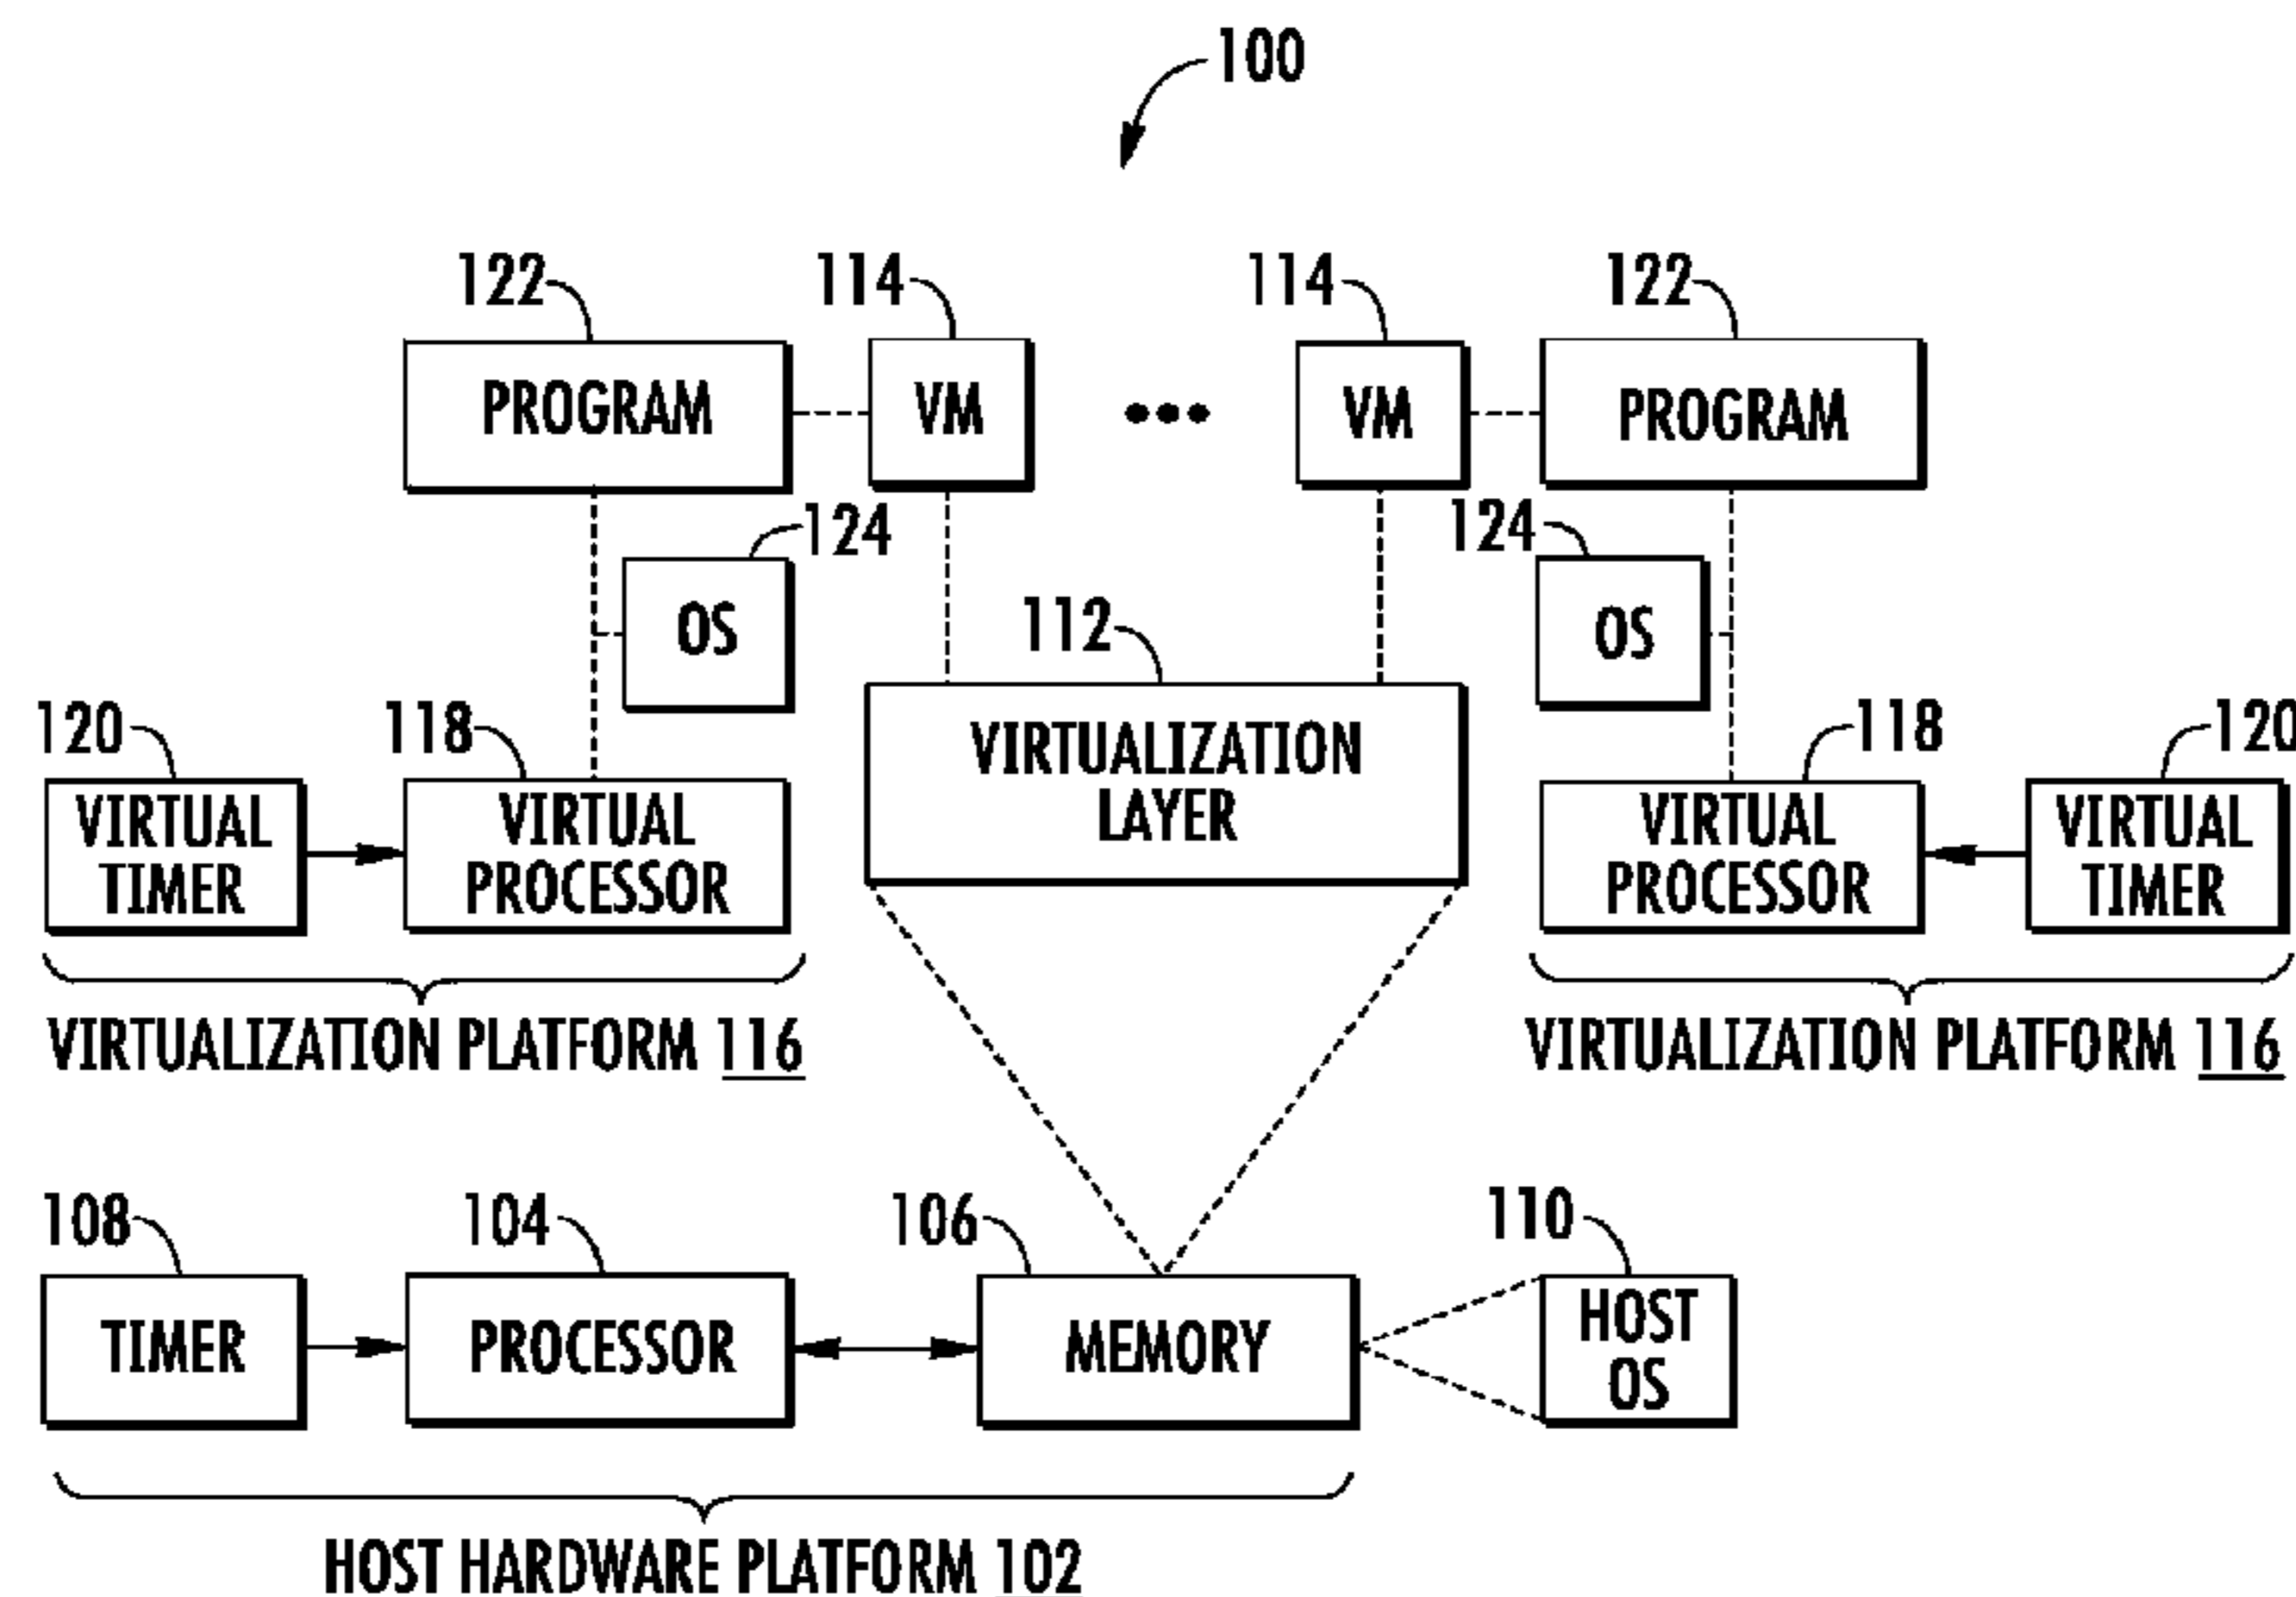 100
122
114
114
122
PROGRAM
VM
VM
PROGRAM
124
124
OS
112
OS
120
118
118
120
VIRTUAL
TIMER
VIRTUAL
PROCESSOR
VIRTUALIZATION
LAYER
VIRTUAL
PROCESSOR
VIRTUAL
TIMER
VIRTUALIZATION PLATFORM 116
VIRTUALIZATION PLATFORM 116
108
104
106
110
TIMER
PROCESSOR
MEMORY
HOST
OS
HOST HARDWARE PLATFORM 102